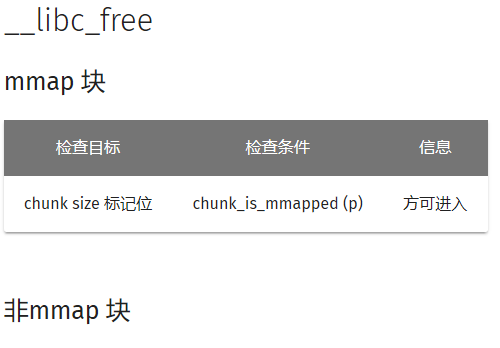 __libc_free
mmap 块
检查目标 检查条件 信息
chunk size 标记位 chunk_is_mmapped (p) 方可进入
非mmap 块